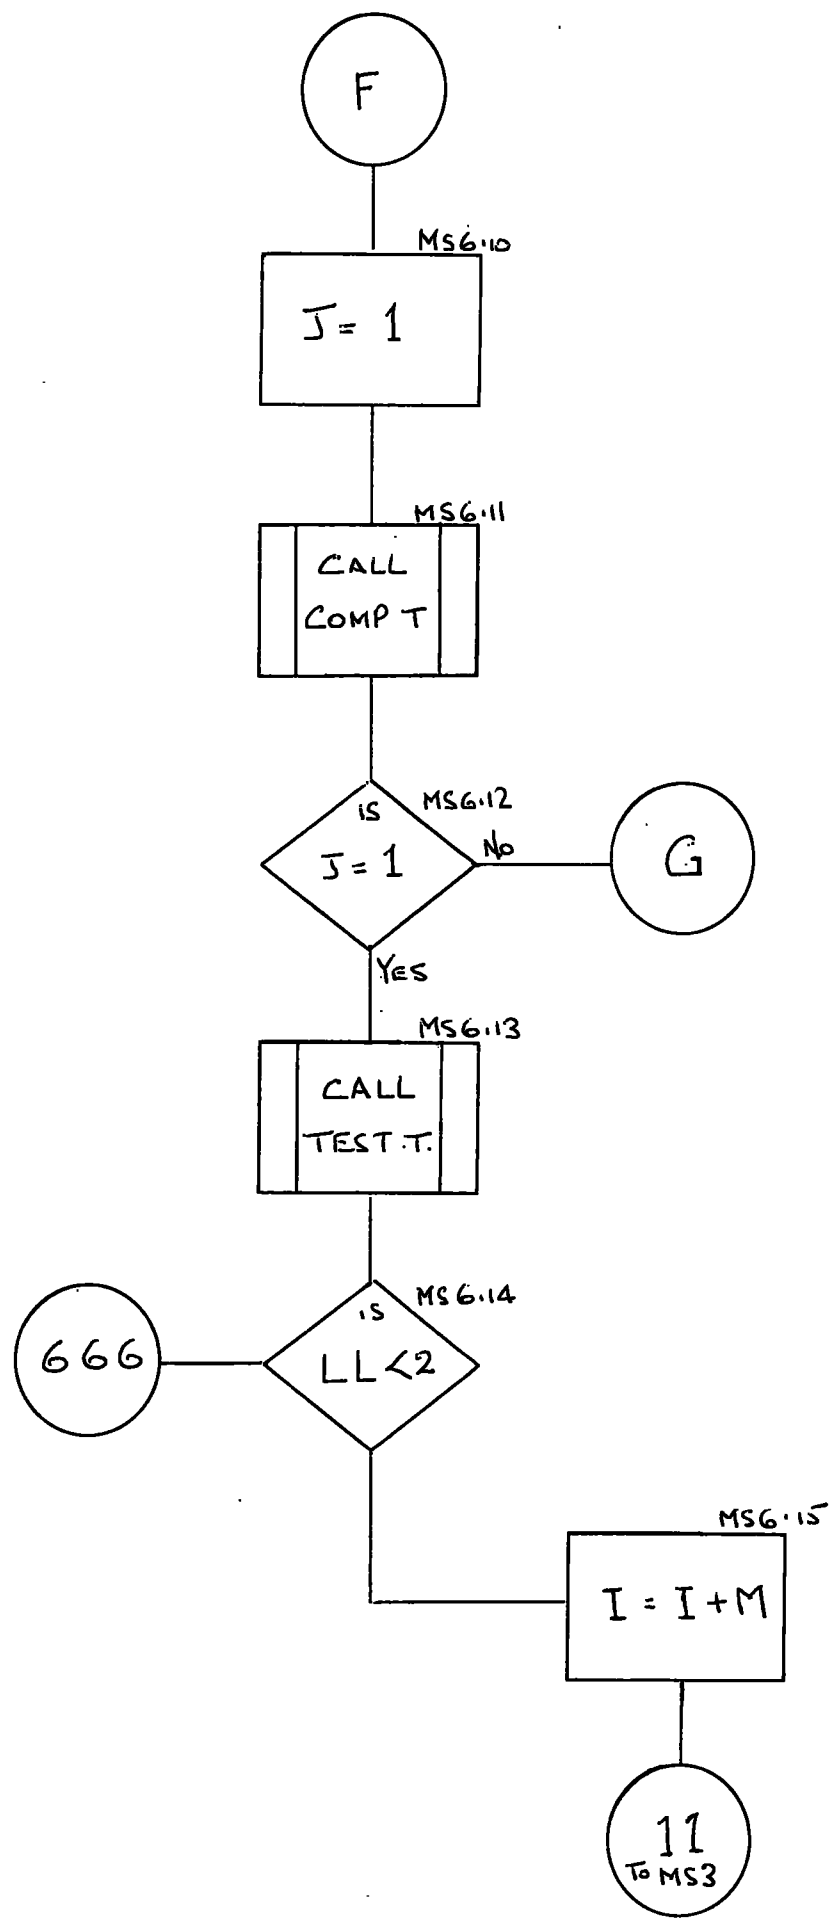 F
MS6.10
J = 1
MS6.11
CALL
COMP T
MS6.12
IS
J = 1
NO
G
YES
MS6.13
CALL
TEST.T.
MS6.14
IS
LL <2
666
MS6.15
I = I + M
11
TO MS3